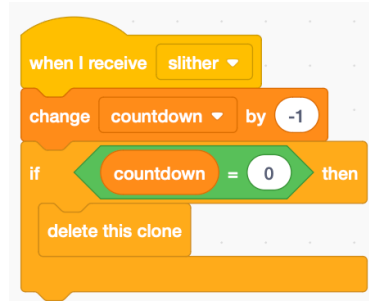 when I receive slither
change countdown by -1
if countdown = 0 then
delete this clone